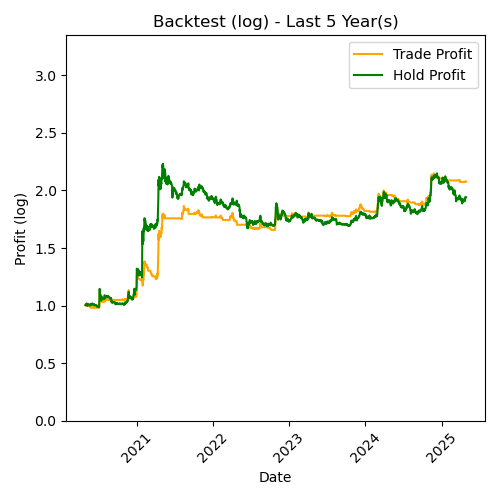 Backtest (log) - Last 5 Year(s)
Trade Profit
Hold Profit
Profit (log)
3.0
2.5
2.0
1.5
1.0
0.5
0.0
2021
2022
2023
2024
2025
Date